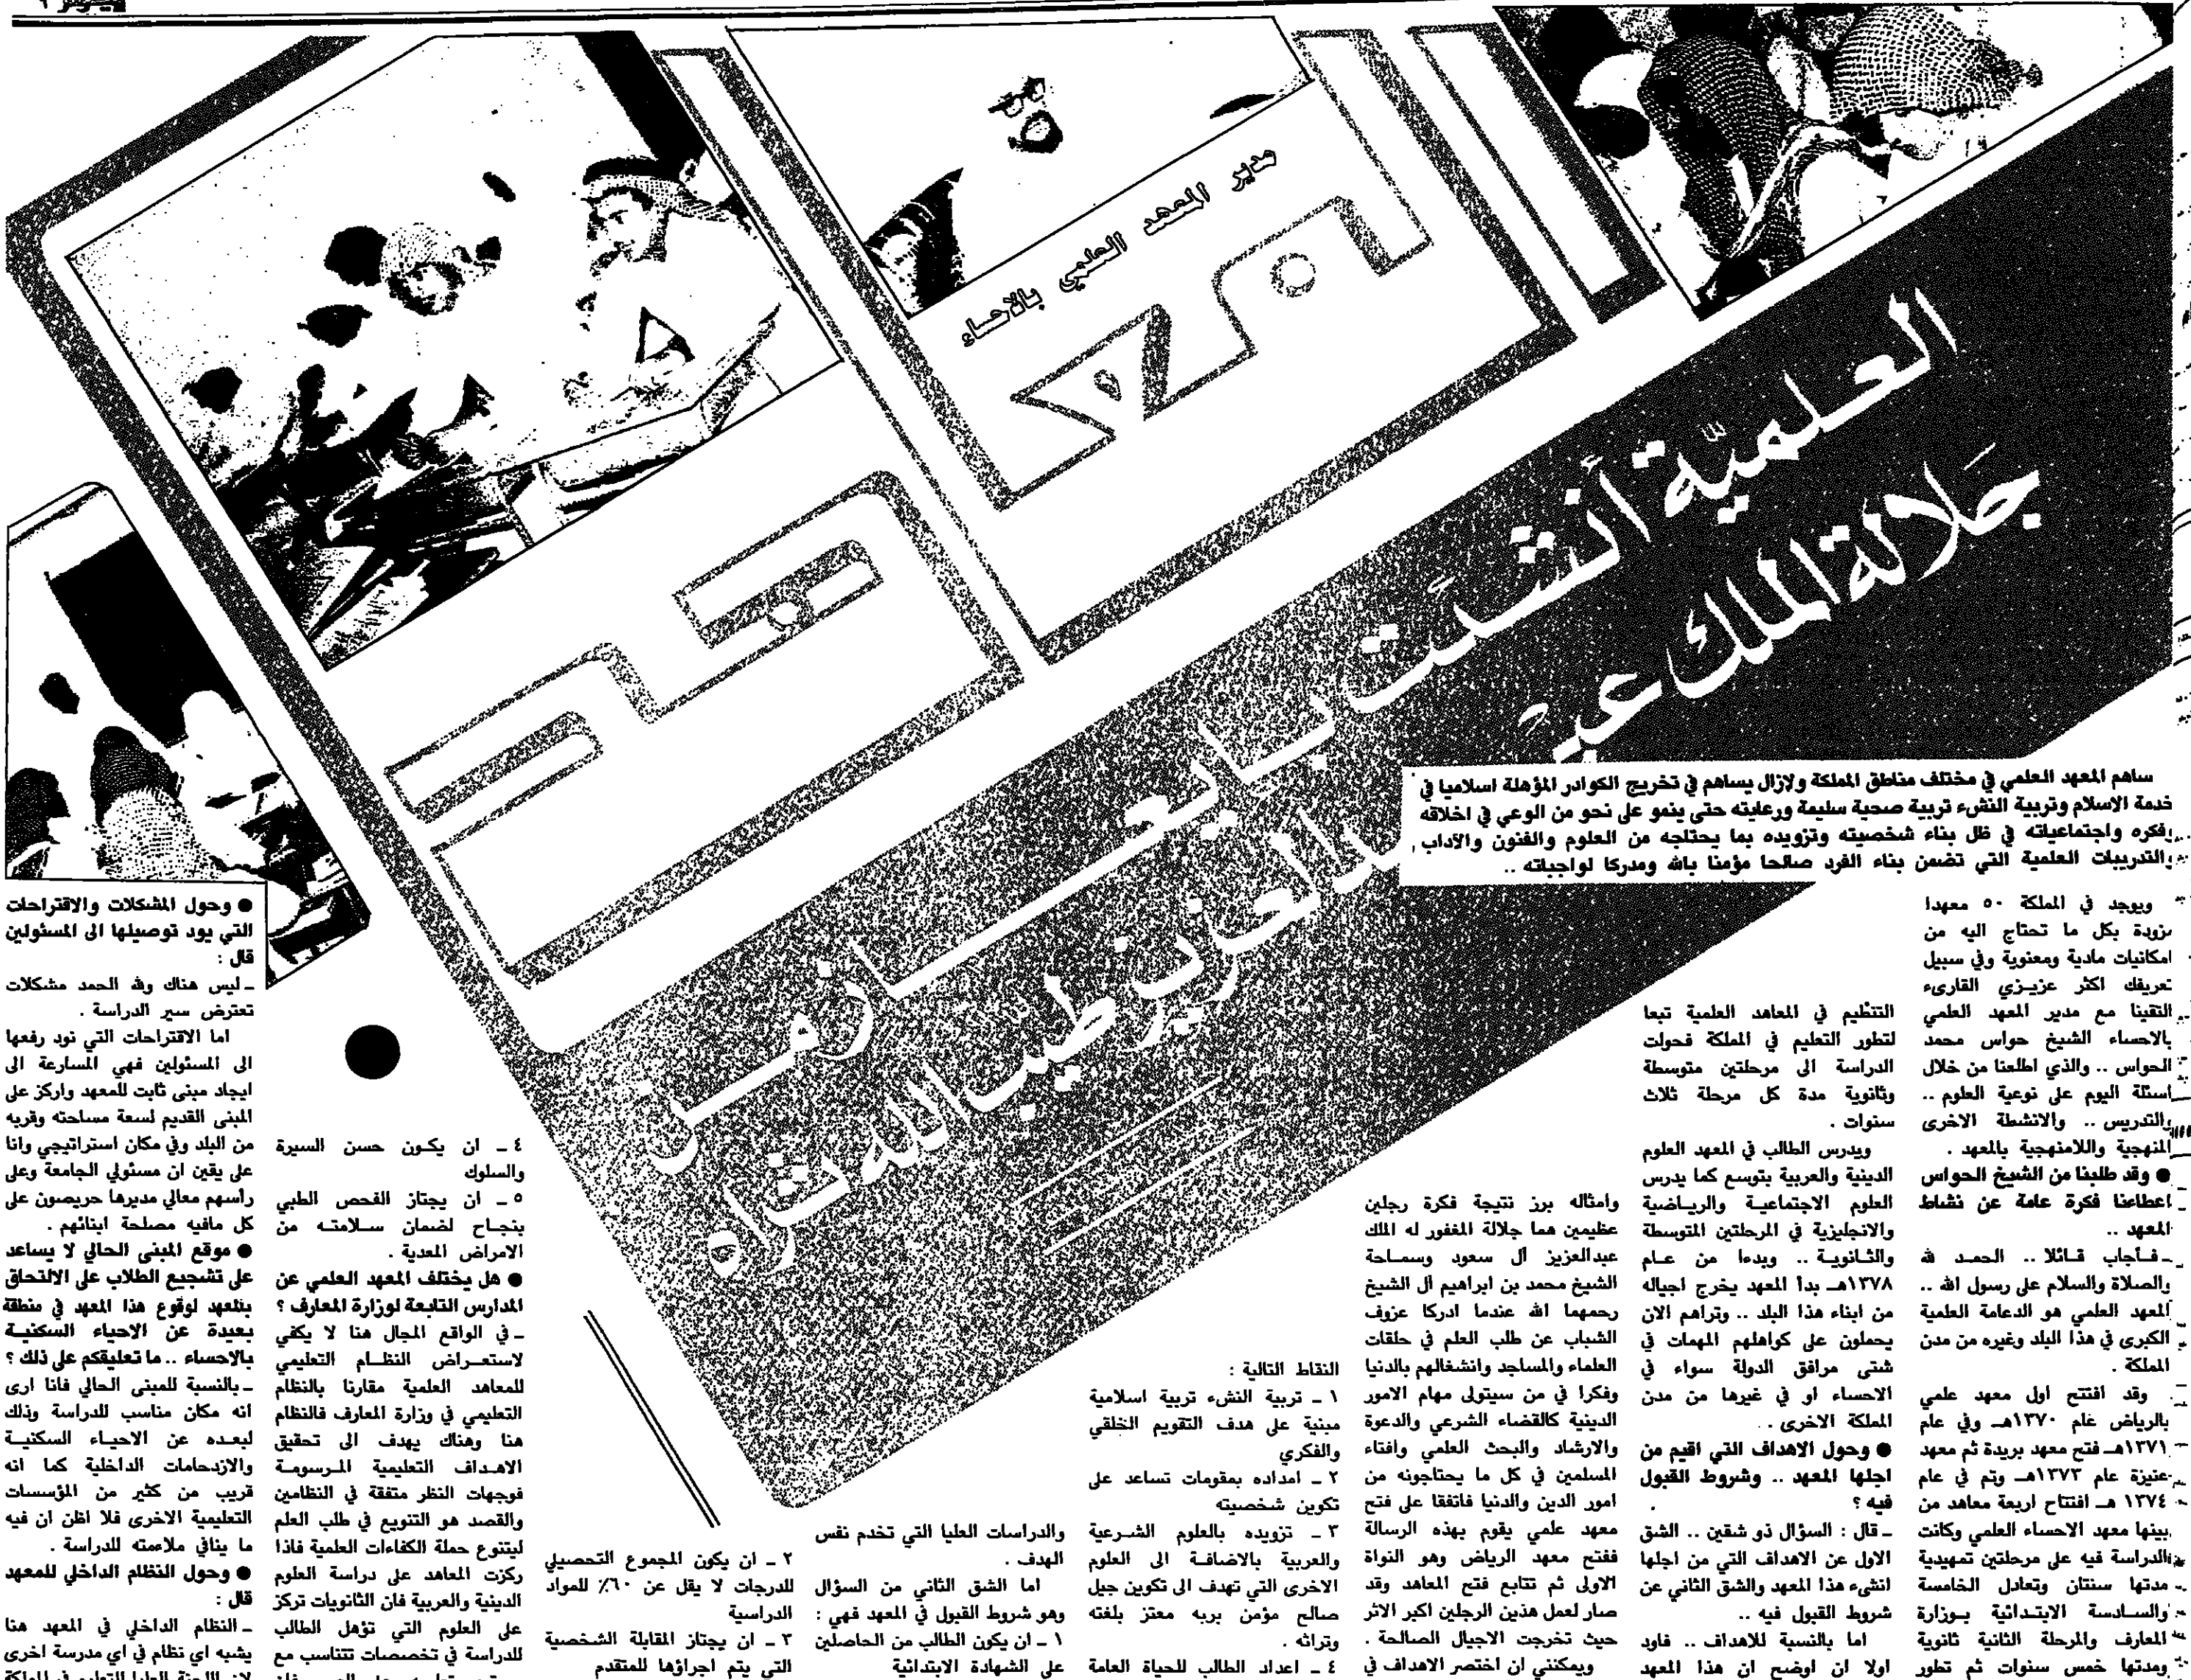 مدير المعهد العلمي بالاحساء
العلميّة أنشئت بايعاز من
جلالة الملك عبد العزيز طيب الله ثراه
ساهم المعهد العلمي في مختلف مناطق المملكة ولازال يساهم في تخريج الكوادر المؤهلة اسلاميا في
خدمة الإسلام وتربية النشء تربية صحية سليمة ورعايته حتى ينمو على نحو من الوعي في اخلاقه
وفكره واجتماعياته في ظل بناء شخصيته وتزويده بما يحتاجه من العلوم والفنون والآداب
والتدريبات العلمية التي تضمن بناء الفرد صالحا مؤمنا بالله ومدركا لواجباته ..
ويوجد في المملكة ٥٠ معهدا
مزودة بكل ما تحتاج اليه من
امكانيات مادية ومعنوية وفي سبيل
تعريفك اكثر عزيزي القارىء
التقينا مع مدير المعهد العلمي
بالاحساء الشيخ حواس محمد
الحواس .. والذي اطلعنا من خلال
اسئلة اليوم على نوعية العلوم ..
والتدريس .. والانشطة الاخرى
المنهجية واللامنهجية بالمعهد .
● وقد طلبنا من الشيخ الحواس
اعطاعنا فكرة عامة عن نشاط
المعهد ..
ـ فأجاب قائلا .. الحمد لله
والصلاة والسلام على رسول الله ..
المعهد العلمي هو الدعامة العلمية
الكبرى في هذا البلد وغيره من مدن
المملكة .
وقد افتتح اول معهد علمي
بالرياض عام ١٣٧٠هـ وفي عام
١٣٧١هـ فتح معهد بريدة ثم معهد
عنيزة عام ١٣٧٣هـ وتم في عام
١٣٧٤ هـ افتتاح اربعة معاهد من
بينها معهد الاحساء العلمي وكانت
الدراسة فيه على مرحلتين تمهيدية
مدتها سنتان وتعادل الخامسة
والسادسة الابتدائية بوزارة
المعارف والمرحلة الثانية ثانوية
ومدتها خمس سنوات ثم تطور
التنظيم في المعاهد العلمية تبعا
لتطور التعليم في المملكة فحولت
الدراسة الى مرحلتين متوسطة
وثانوية مدة كل مرحلة ثلاث
سنوات .
ويدرس الطالب في المعهد العلوم
الدينية والعربية بتوسع كما يدرس
العلوم الاجتماعية والرياضية
والانجليزية في المرحلتين المتوسطة
والثانوية .. وبدءا من عام
١٣٧٨هـ بدأ المعهد يخرج اجياله
من ابناء هذا البلد .. وتراهم الان
يحملون على كواهلهم المهمات في
شتى مرافق الدولة سواء في
الاحساء او في غيرها من مدن
المملكة الاخرى .
● وحول الاهداف التي اقيم من
اجلها المعهد .. وشروط القبول
فيه ؟
ـ قال : السؤال ذو شقين .. الشق
الاول عن الاهداف التي من اجلها
انشىء هذا المعهد والشق الثاني عن
شروط القبول فيه ..
اما بالنسبة للاهداف .. فاود
اولا ان اوضح ان هذا المعهد
وامثاله برز نتيجة فكرة رجلين
عظيمين هما جلالة المغفور له الملك
عبدالعزيز آل سعود وسماحة
الشيخ محمد بن ابراهيم آل الشيخ
رحمهما الله عندما ادركا عزوف
الشباب عن طلب العلم في حلقات
العلماء والمساجد وانشغالهم بالدنيا
وفكرا في من سيتولى مهام الامور
الدينية كالقضاء الشرعي والدعوة
والارشاد والبحث العلمي وافتاء
المسلمين في كل ما يحتاجونه من
امور الدين والدنيا فاتفقا على فتح
معهد علمي يقوم بهذه الرسالة
ففتح معهد الرياض وهو النواة
الاولى ثم تتابع فتح المعاهد وقد
صار لعمل هذين الرجلين اكبر الاثر
حيث تخرجت الاجيال الصالحة .
ويمكنني ان اختصر الاهداف في
النقاط التالية :
١ ـ تربية النشء تربية اسلامية
مبنية على هدف التقويم الخلقي
والفكري
٢ ـ امداده بمقومات تساعد على
تكوين شخصيته
٣ ـ تزويده بالعلوم الشرعية
والعربية بالاضافة الى العلوم
الاخرى التي تهدف الى تكوين جيل
صالح مؤمن بربه معتز بلغته
وتراثه .
٤ ـ اعداد الطالب للحياة العامة
والدراسات العليا التي تخدم نفس
الهدف .
اما الشق الثاني من السؤال
وهو شروط القبول في المعهد فهي :
١ ـ ان يكون الطالب من الحاصلين
على الشهادة الابتدائية
٢ ـ ان يكون المجموع التحصيلي
للدرجات لا يقل عن ٦٠٪ للمواد
الدراسية
٣ ـ ان يجتاز المقابلة الشخصية
التي يتم اجراؤها للمتقدم
٤ ـ ان يكون حسن السيرة
والسلوك
٥ ـ ان يجتاز الفحص الطبي
بنجاح لضمان سلامته من
الامراض المعدية .
● هل يختلف المعهد العلمي عن
المدارس التابعة لوزارة المعارف ؟
ـ في الواقع المجال هنا لا يكفي
لاستعراض النظام التعليمي
للمعاهد العلمية مقارنا بالنظام
التعليمي في وزارة المعارف فالنظام
هنا وهناك يهدف الى تحقيق
الاهداف التعليمية المرسومة
فوجهات النظر متفقة في النظامين
والقصد هو التنويع في طلب العلم
ليتنوع حملة الكفاءات العلمية فاذا
ركزت المعاهد على دراسة العلوم
الدينية والعربية فان الثانويات تركز
على العلوم التي تؤهل الطالب
للدراسة في تخصصات تتناسب مع
● وحول المشكلات والاقتراحات
التي يود توصيلها الى المسئولين
قال :
ـ ليس هناك ولله الحمد مشكلات
تعترض سير الدراسة .
اما الاقتراحات التي نود رفعها
الى المسئولين فهي المسارعة الى
ايجاد مبنى ثابت للمعهد واركز على
المبنى القديم لسعة مساحته وقربه
من البلد وفي مكان استراتيجي وانا
على يقين ان مسئولي الجامعة وعلى
رأسهم معالي مديرها حريصون على
كل مافيه مصلحة ابنائهم .
● موقع المبنى الحالي لا يساعد
على تشجيع الطلاب على الالتحاق
بالمعهد لوقوع هذا المعهد في منطقة
بعيدة عن الاحياء السكنية
بالاحساء .. ما تعليقكم على ذلك ؟
ـ بالنسبة للمبنى الحالي فانا ارى
انه مكان مناسب للدراسة وذلك
لبعده عن الاحياء السكنية
والازدحامات الداخلية كما انه
قريب من كثير من المؤسسات
التعليمية الاخرى فلا اظن ان فيه
ما ينافي ملاءمته للدراسة .
● وحول النظام الداخلي للمعهد
قال :
ـ النظام الداخلي في المعهد هنا
يشبه اي نظام في اي مدرسة اخرى